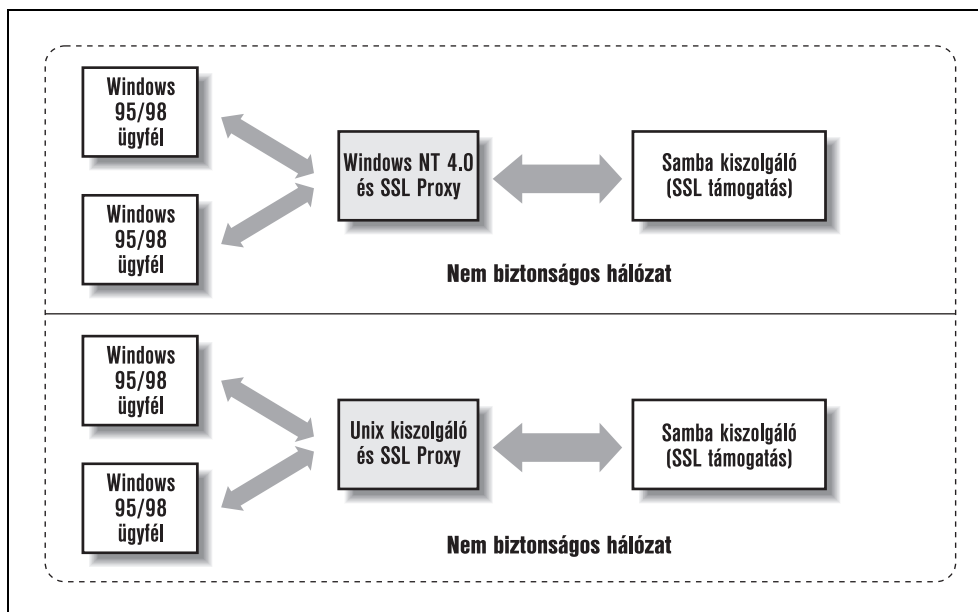 Windows
95/98
ügyfél
Windows
95/98
ügyfél
Windows NT 4.0
és SSL Proxy
Samba kiszolgáló
(SSL támogatás)
Nem biztonságos hálózat
Windows
95/98
ügyfél
Windows
95/98
ügyfél
Unix kiszolgáló
és SSL Proxy
Samba kiszolgáló
(SSL támogatás)
Nem biztonságos hálózat